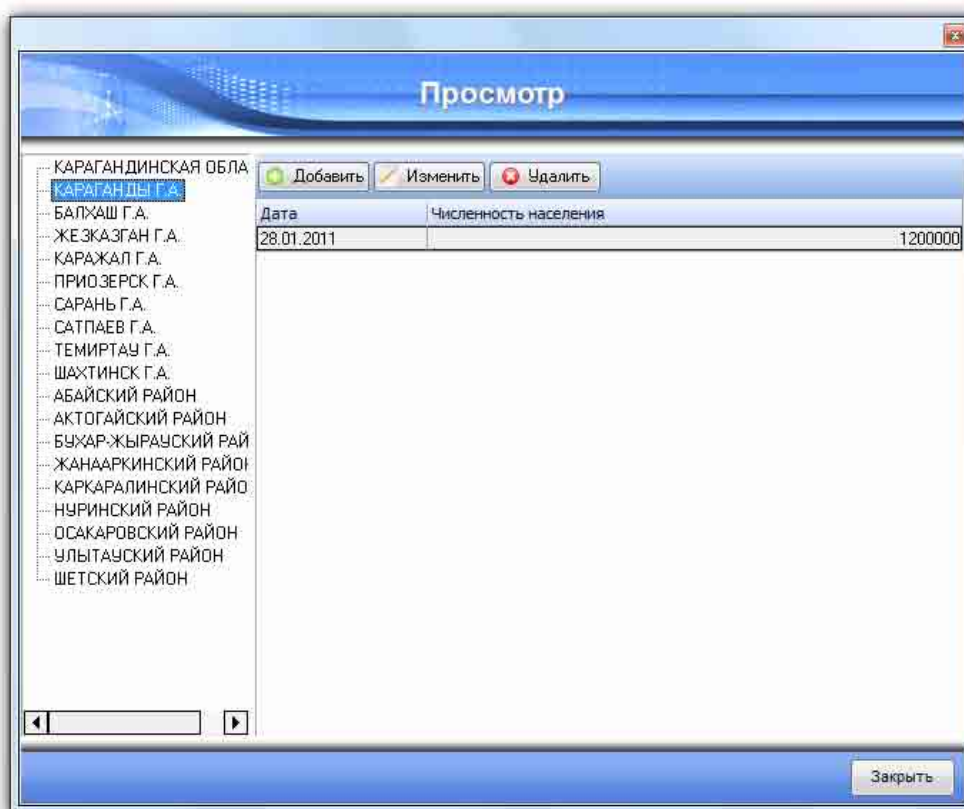 Просмотр
КАРАГАНДИНСКАЯ ОБЛА
КАРАГАНДЫ Г.А.
БАЛХАШ Г.А.
ЖЕЗКАЗГАН Г.А.
КАРАЖАЛ Г.А.
ПРИОЗЕРСК Г.А.
САРАНЬ Г.А.
САТПАЕВ Г.А.
ТЕМИРТАУ Г.А.
ШАХТИНСК Г.А.
АБАЙСКИЙ РАЙОН
АКТОГАЙСКИЙ РАЙОН
БУХАР-ЖЫРАУСКИЙ РАЙ
ЖАНААРКИНСКИЙ РАЙОН
КАРКАРАЛИНСКИЙ РАЙО
НУРИНСКИЙ РАЙОН
ОСАКАРОВСКИЙ РАЙОН
УЛЫТАУСКИЙ РАЙОН
ШЕТСКИЙ РАЙОН
Добавить Изменить Удалить
Дата Численность населения
28.01.2011 1200000
Закрыть